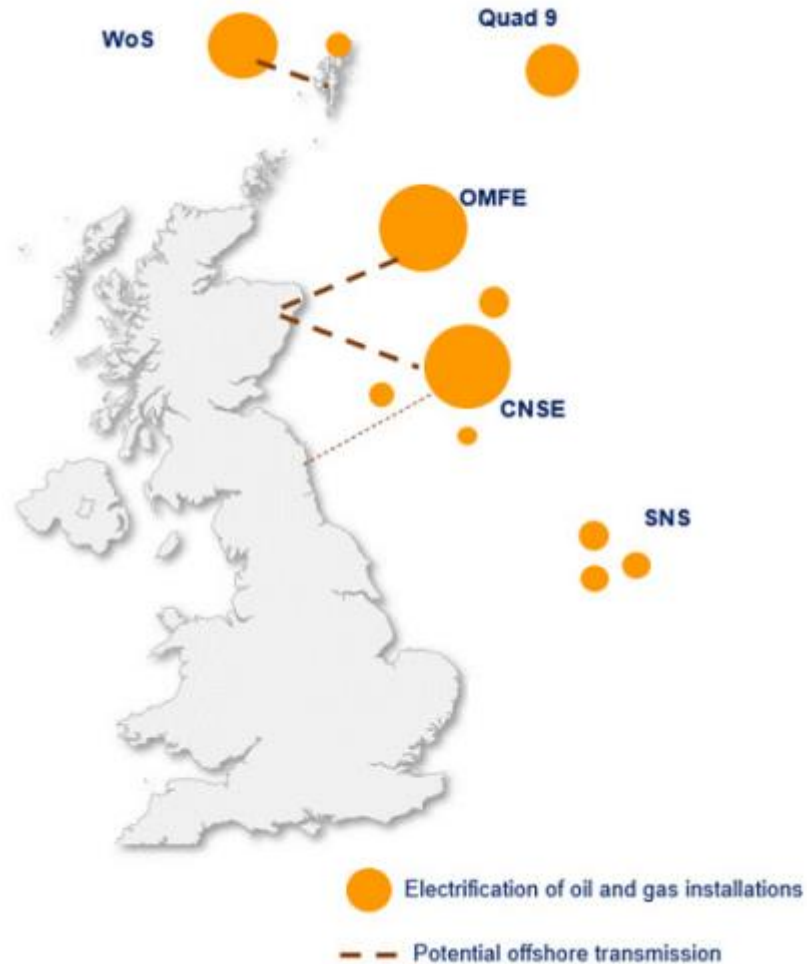 WoS
Quad 9
OMFE
CNSE
SNS
Electrification of oil and gas installations
Potential offshore transmission